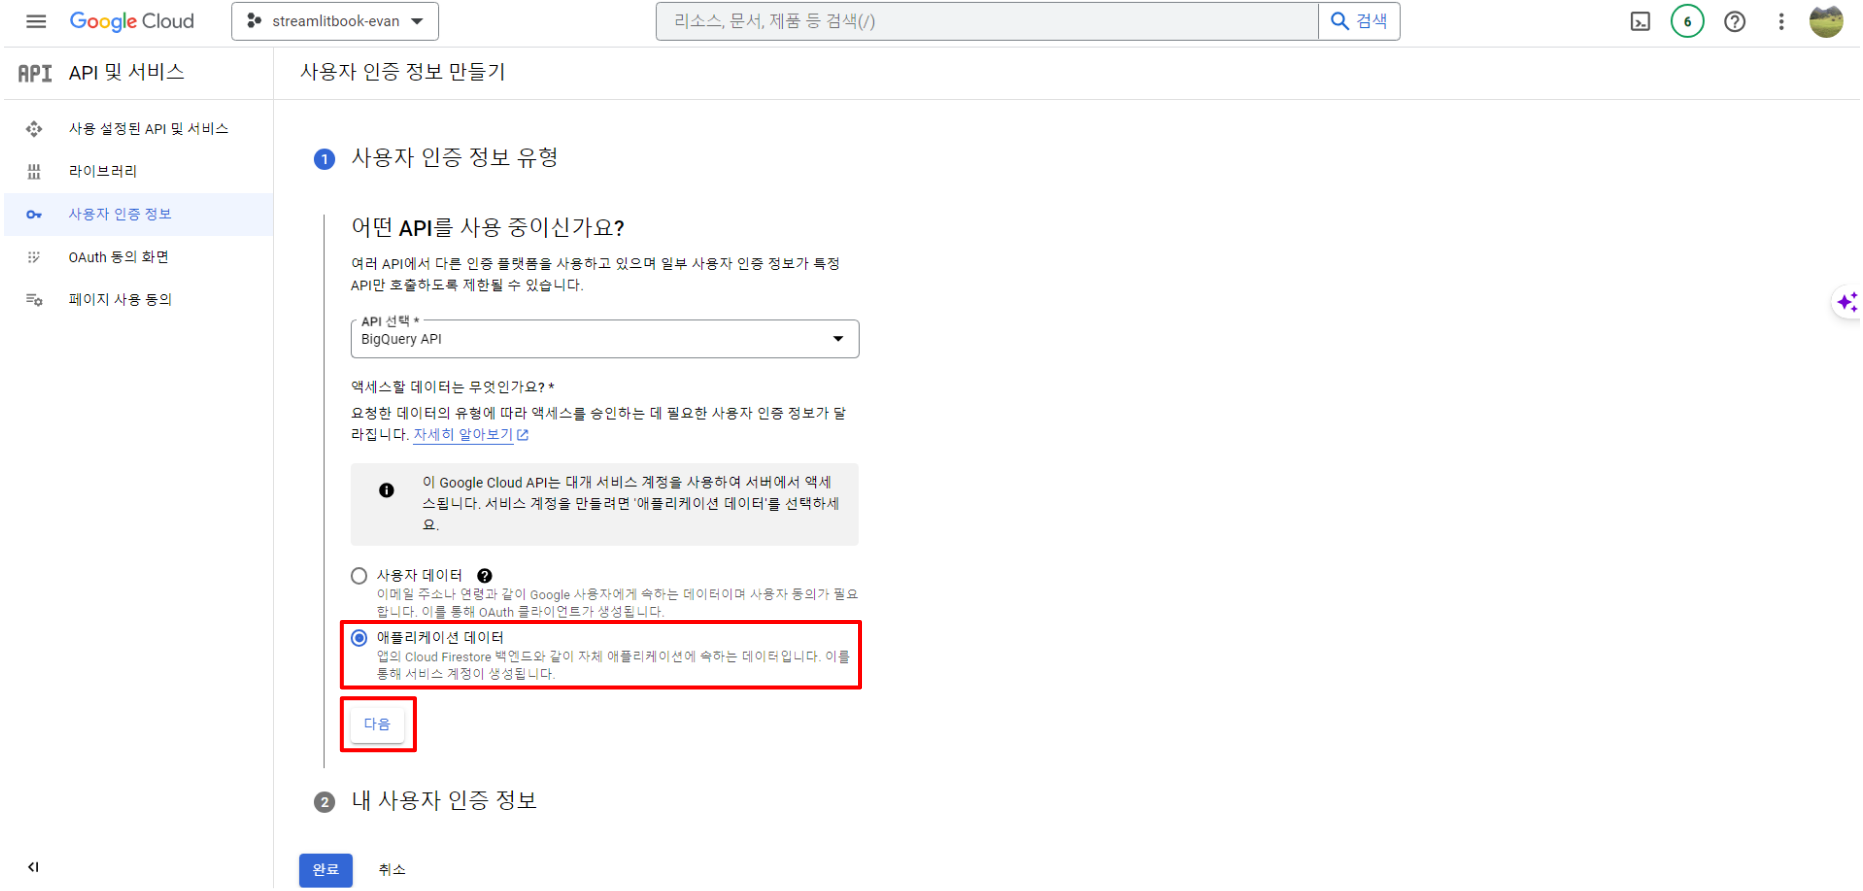 Google Cloud
streamlitbook-evan
리소스, 문서, 제품 등 검색(/)
검색
6
API
API 및 서비스
사용자 인증 정보 만들기
사용 설정된 API 및 서비스
라이브러리
사용자 인증 정보
OAuth 동의 화면
페이지 사용 동의
1 사용자 인증 정보 유형
어떤 API를 사용 중이신가요?
여러 API에서 다른 인증 플랫폼을 사용하고 있으며 일부 사용자 인증 정보가 특정
API만 호출하도록 제한될 수 있습니다.
API 선택 *
BigQuery API
액세스할 데이터는 무엇인가요? *
요청한 데이터의 유형에 따라 액세스를 승인하는 데 필요한 사용자 인증 정보가 달
라집니다. 자세히 알아보기
이 Google Cloud API는 대개 서비스 계정을 사용하여 서버에서 액세
스됩니다. 서비스 계정을 만들려면 '애플리케이션 데이터'를 선택하세
요.
사용자 데이터
이메일 주소나 연령과 같이 Google 사용자에게 속하는 데이터이며 사용자 동의가 필요
합니다. 이를 통해 OAuth 클라이언트가 생성됩니다.
애플리케이션 데이터
앱의 Cloud Firestore 백엔드와 같이 자체 애플리케이션에 속하는 데이터입니다. 이를
통해 서비스 계정이 생성됩니다.
다음
2 내 사용자 인증 정보
완료
취소